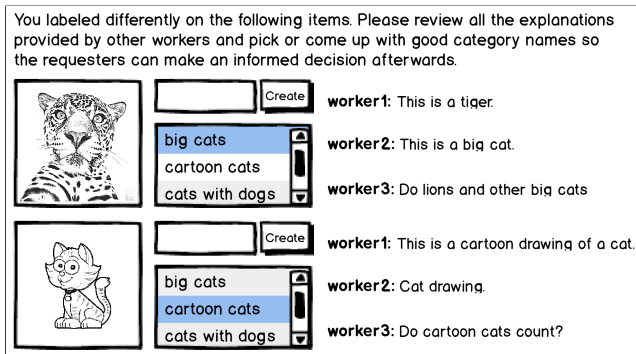 You labeled differently on the following items. Please review all the explanations
provided by other workers and pick or come up with good category names so
the requesters can make an informed decision afterwards.
Create
worker1: This is a tiger.
big cats
worker2: This is a big cat.
cartoon cats
cats with dogs
worker3: Do lions and other big cats
Create
worker1: This is a cartoon drawing of a cat.
big cats
worker2: Cat drawing.
cartoon cats
cats with dogs
worker3: Do cartoon cats count?